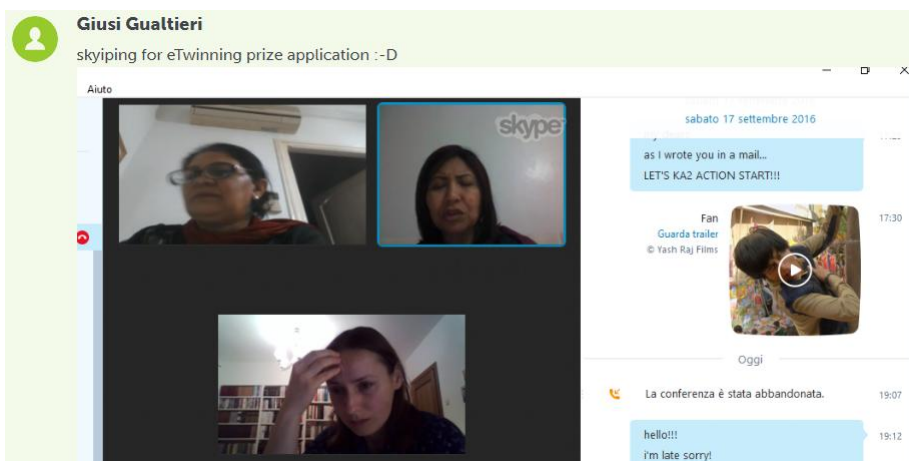 Giusi Gualtieri
skyiping for eTwinning prize application :-D
Aiuto
skype
sabato 17 settembre 2016
as I wrote you in a mail...
LET'S KA2 ACTION START!!!
Fan
17:30
Guarda trailer
© Yash Raj Films
Oggi
La conferenza è stata abbandonata.
19:07
hello!!!
19:12
i'm late sorry!